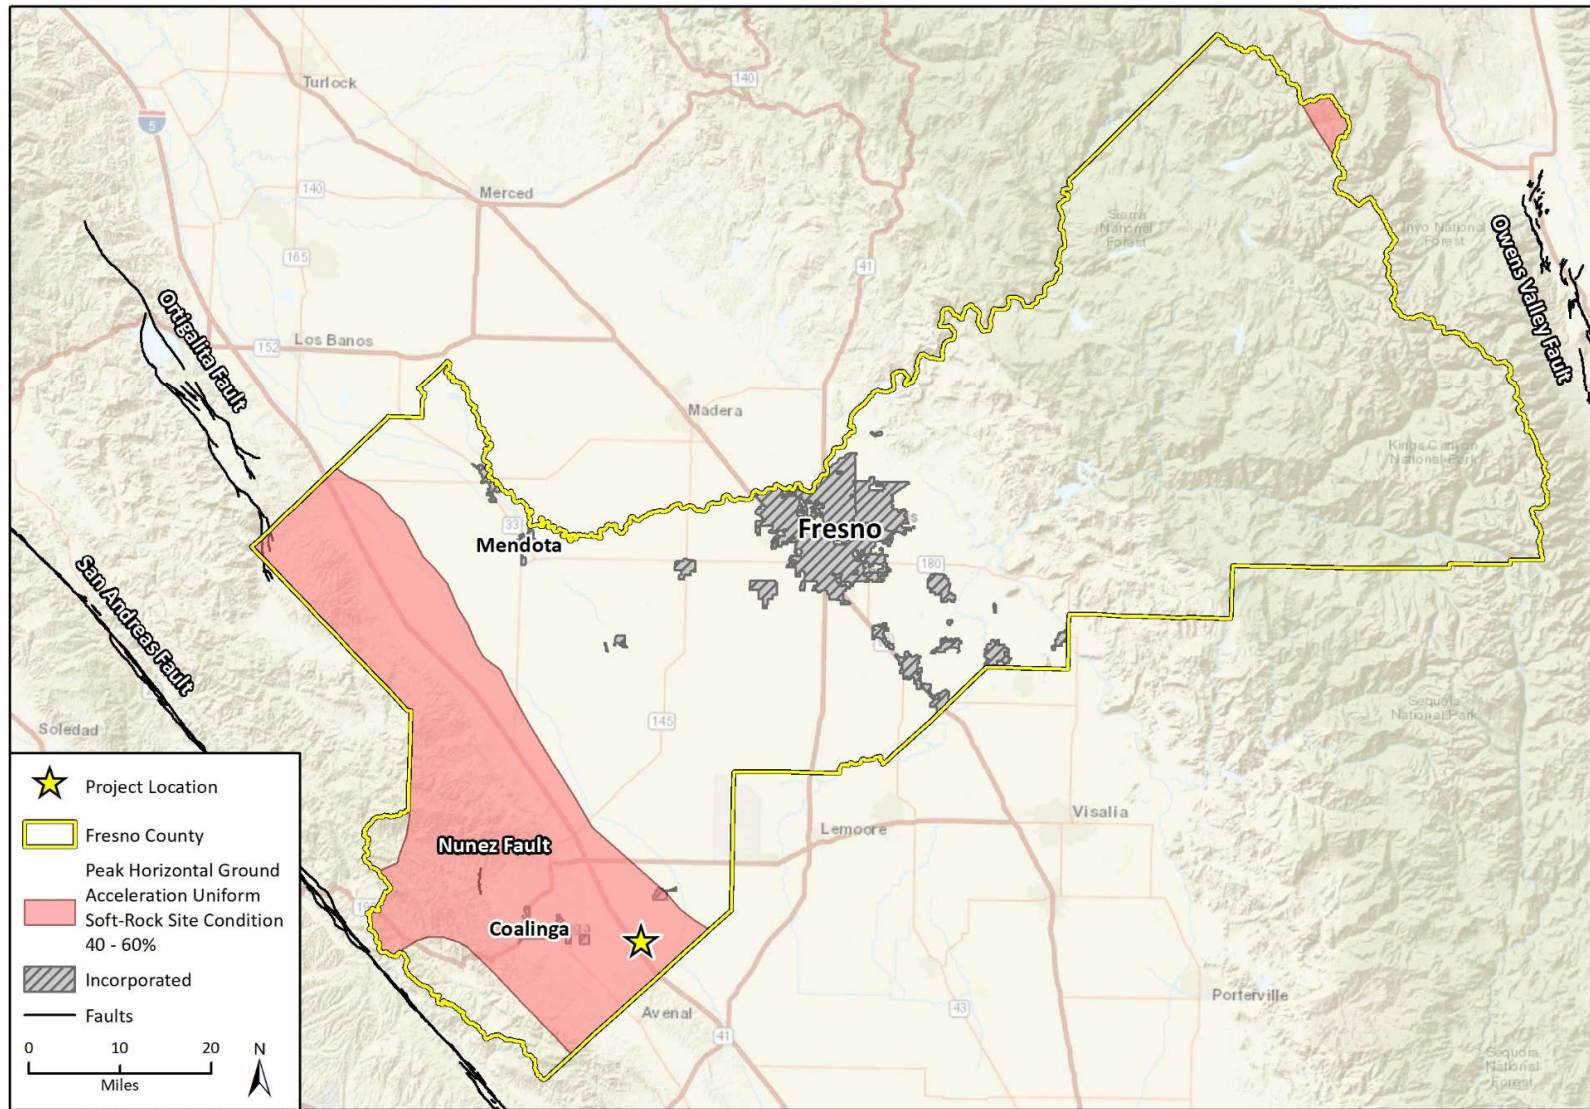 Turlock
140
5
Merced
140
Sierra
National
Forest
Inyo National
Forest
165
41
Owens Valley Fault
Ortigalita Fault
Los Banos
152
Madera
Kings Canyon
National Park
33
Mendota
Fresno
180
San Andreas Fault
Soledad
145
Sequoia
National Park
Visalia
Lemoore
Nunez Fault
Coalinga
Avenal
41
43
Porterville
Sequoia
National
Forest
Project Location
Fresno County
Peak Horizontal Ground
Acceleration Uniform
Soft-Rock Site Condition
40 - 60%
Incorporated
Faults
0 10 20
Miles
N